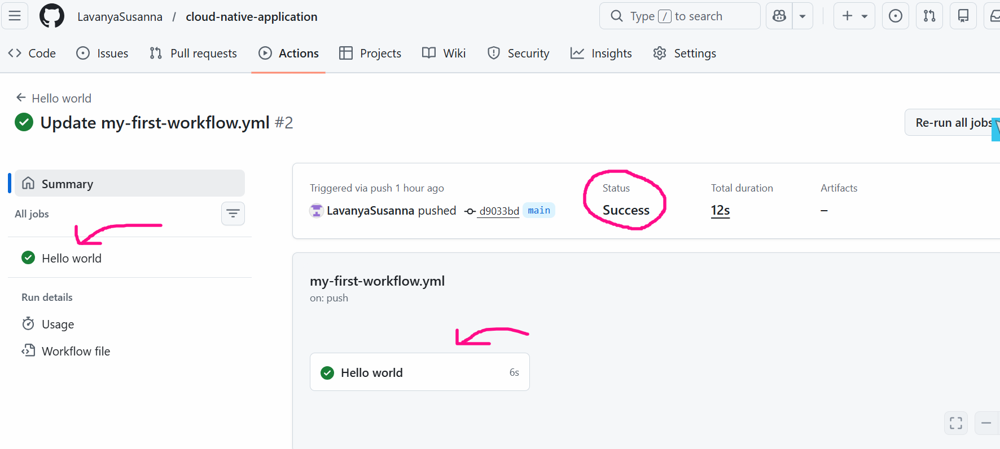 LavanyaSusanna / cloud-native-application
Type / to search
Code Issues Pull requests Actions Projects Wiki Security Insights Settings
Hello world
Update my-first-workflow.yml #2
Re-run all jobs
Summary
All jobs
Hello world
Run details
Usage
Workflow file
Triggered via push 1 hour ago
LavanyaSusanna pushed d9033bd main
Status
Success
Total duration
12s
Artifacts
–
my-first-workflow.yml
on: push
Hello world 6s